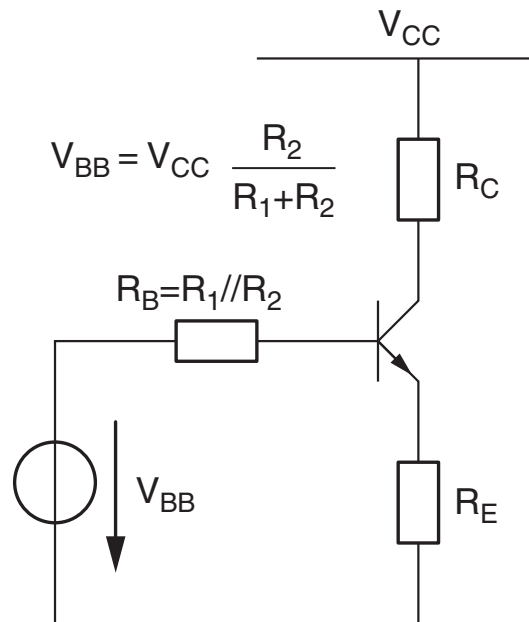 V_CC
V_BB = V_CC R_2 / (R_1+R_2)
R_C
R_B=R_1//R_2
V_BB
R_E